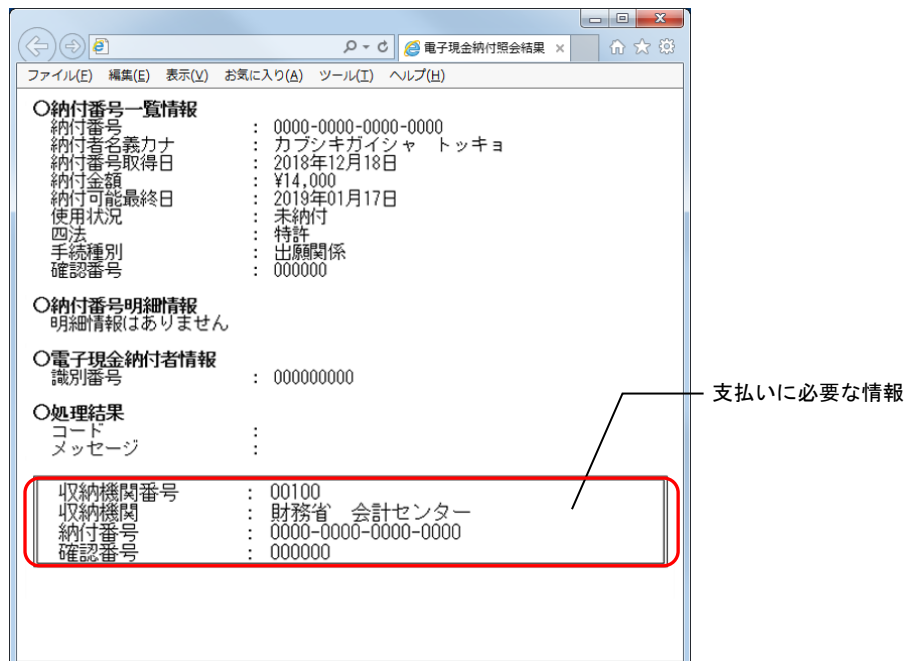 電子現金納付照会結果 ×
ファイル(F) 編集(E) 表示(V) お気に入り(A) ツール(T) ヘルプ(H)
○納付番号一覧情報
納付番号 : 0000-0000-0000-0000
納付者名義カナ : カブシキガイシャ トッキョ
納付番号取得日 : 2018年12月18日
納付金額 : ¥14,000
納付可能最終日 : 2019年01月17日
使用状況 : 未納付
四法 : 特許
手続種別 : 出願関係
確認番号 : 000000
○納付番号明細情報
明細情報はありません
○電子現金納付者情報
識別番号 : 000000000
支払いに必要な情報
○処理結果
コード :
メッセージ :
収納機関番号 : 00100
収納機関 : 財務省 会計センター
納付番号 : 0000-0000-0000-0000
確認番号 : 000000